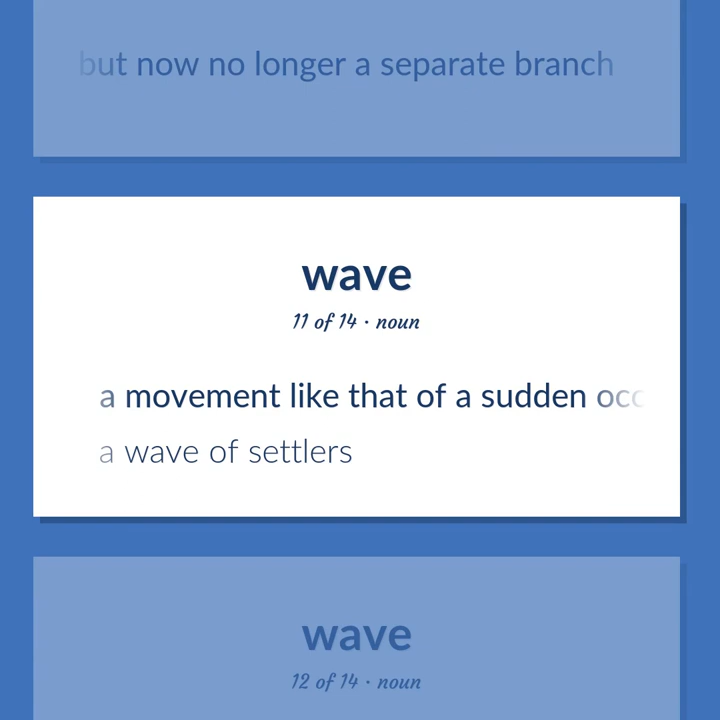 but now no longer a separate branch
wave
11 of 14 · noun
a movement like that of a sudden
a wave of settlers
wave
12 of 14 · noun